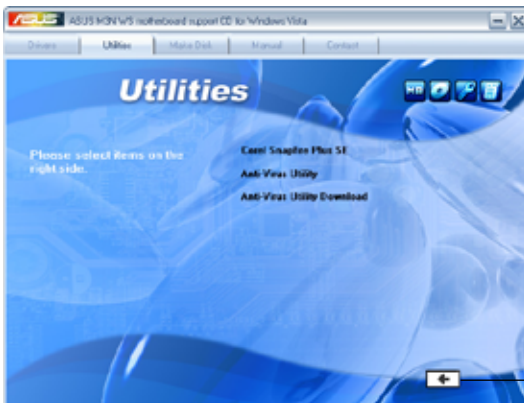 ASUS ASUS M3N WS motherboard support CD for Windows Vista
Drivers Utilities Make Disk Manual Contact
Utilities
Please select items on the
right side.
Corel Snapfire Plus SE
Anti-Virus Utility
Anti-Virus Utility Download